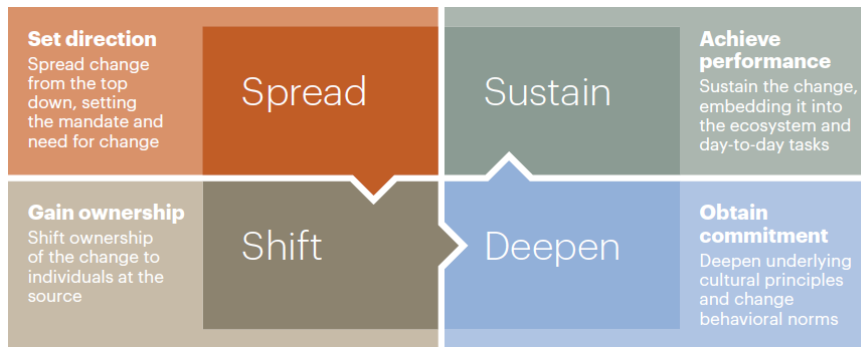 Set direction
Spread change
from the top
down, setting
the mandate and
need for change
Spread
Sustain
Achieve
performance
Sustain the change,
embedding it into
the ecosystem and
day-to-day tasks
Gain ownership
Shift ownership
of the change to
individuals at the
source
Shift
Deepen
Obtain
commitment
Deepen underlying
cultural principles
and change
behavioral norms